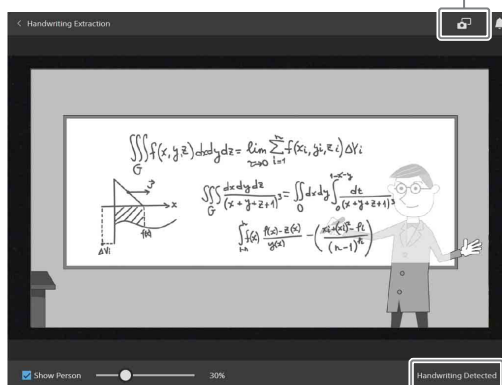 Handwriting Extraction
∭f(x,y,z)dxdydz = lim ∑f(xi,yi,zi)ΔVi
G τ→0 i=1 n
∭ dxdydz/(x+y+z+1)³ = ∬dxdy∫ dt/(x+y+z+1)³
G 0 0 1-x-y
x
f(x)
ΔVi
Show Person
30%
Handwriting Detected